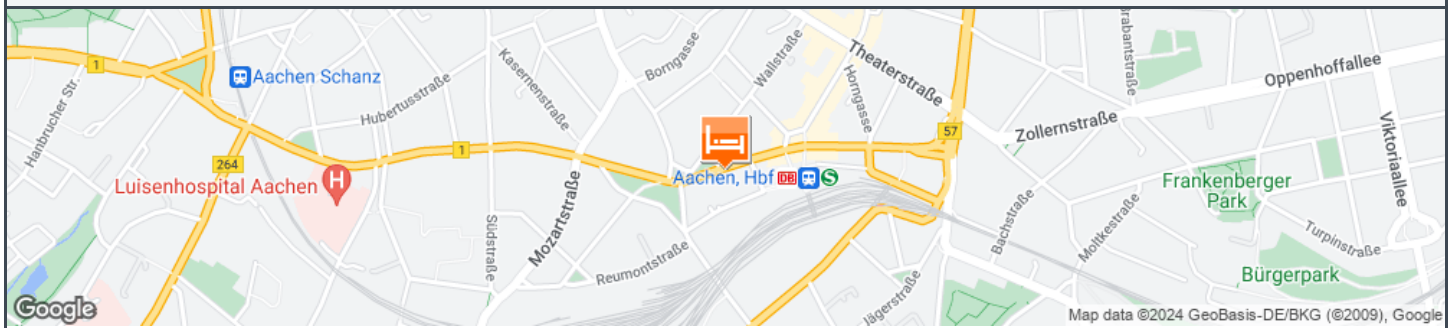 Theaterstraße
Brabantstraße
Borngasse
Wallstraße
Kasernenstraße
Oppenhoffallee
1
Aachen Schanz
Horngasse
Hanbrucher Str.
Hubertusstraße
Zollernstraße
57
1
Viktoriaallee
264
Luisenhospital Aachen
H
Aachen, Hbf DB S
Frankenberger
Park
Mozartstraße
Südstraße
Bachstraße
Moltkestraße
Turpinstraße
Reumontstraße
Bürgerpark
Jägerstraße
Google
Map data ©2024 GeoBasis-DE/BKG (©2009), Google